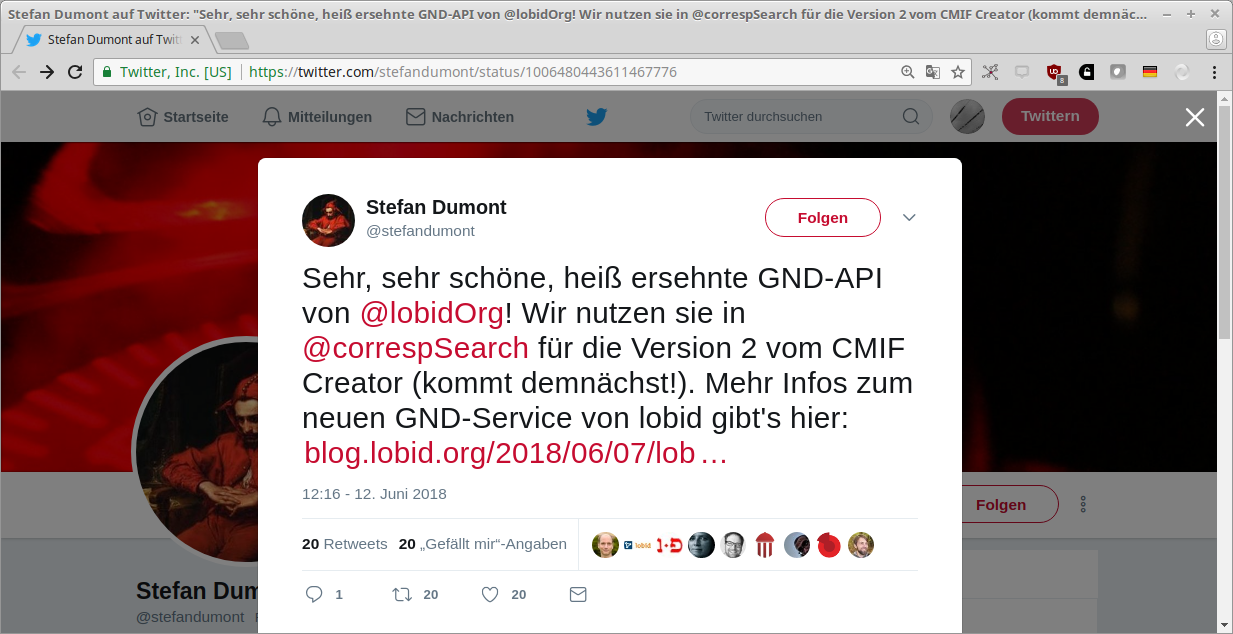 Stefan Dumont auf Twitter: "Sehr, sehr schöne, heiß ersehnte GND-API von @lobidOrg! Wir nutzen sie in @correspSearch für die Version 2 vom CMIF Creator (kommt demnäc...
Stefan Dumont auf Twit
Twitter, Inc. [US]
https://twitter.com/stefandumont/status/1006480443611467776
8
Startseite
Mitteilungen
Nachrichten
Twitter durchsuchen
Twittern
Stefan Dumont
@stefandumont
Folgen
Sehr, sehr schöne, heiß ersehnte GND-API
von @lobidOrg! Wir nutzen sie in
@correspSearch für die Version 2 vom CMIF
Creator (kommt demnächst!). Mehr Infos zum
neuen GND-Service von lobid gibt's hier:
blog.lobid.org/2018/06/07/lob…
12:16 - 12. Juni 2018
20 Retweets 20 „Gefällt mir“-Angaben
lobid
1 20 20
Folgen
Stefan Dum
@stefandumont